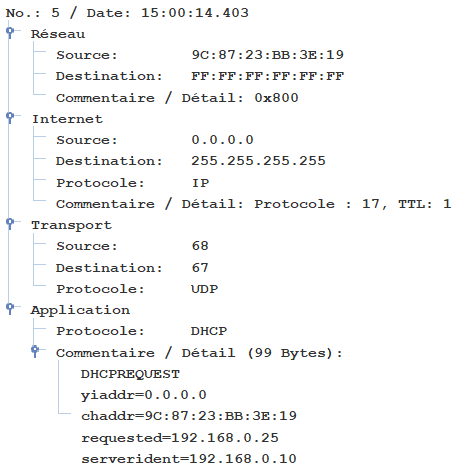 No.: 5 / Date: 15:00:14.403
Réseau
Source: 9C:87:23:BB:3E:19
Destination: FF:FF:FF:FF:FF:FF
Commentaire / Détail: 0x800
Internet
Source: 0.0.0.0
Destination: 255.255.255.255
Protocole: IP
Commentaire / Détail: Protocole : 17, TTL: 1
Transport
Source: 68
Destination: 67
Protocole: UDP
Application
Protocole: DHCP
Commentaire / Détail (99 Bytes):
DHCPREQUEST
yiaddr=0.0.0.0
chaddr=9C:87:23:BB:3E:19
requested=192.168.0.25
serverident=192.168.0.10